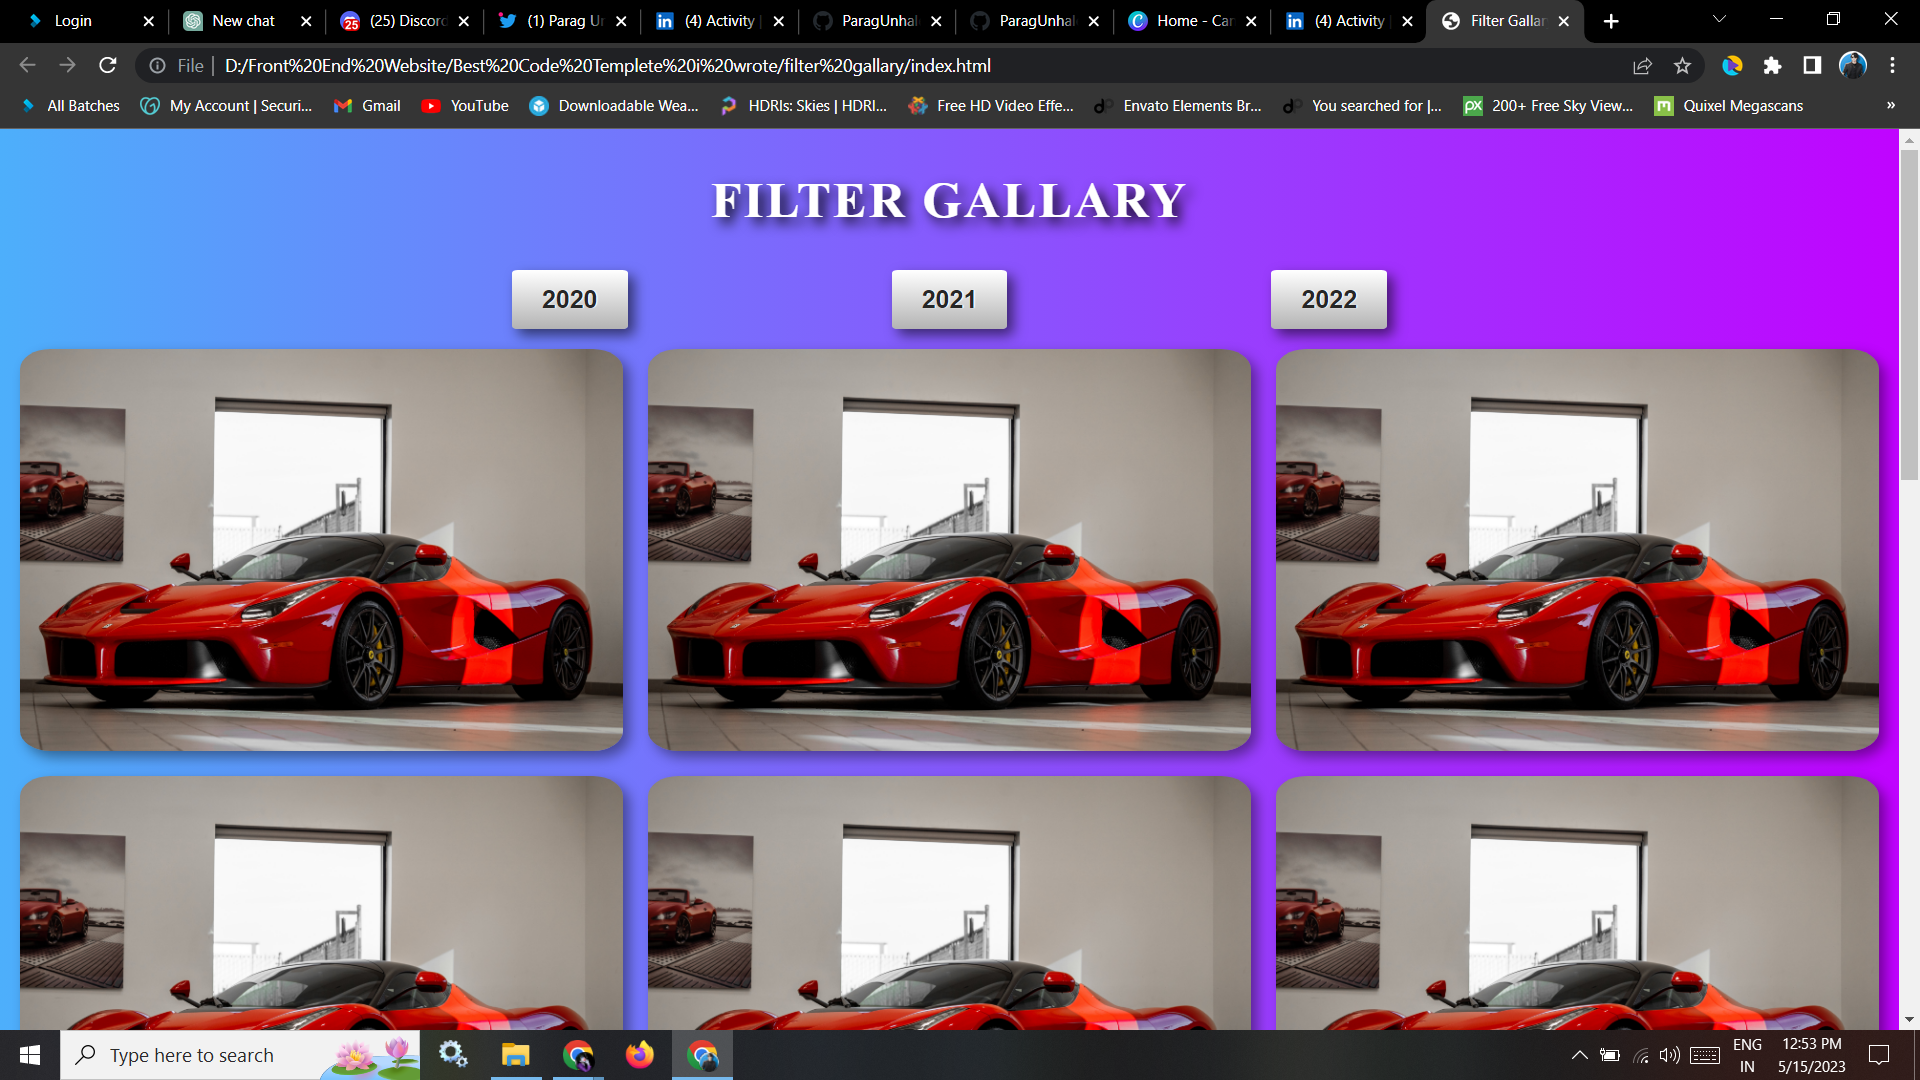 Login
New chat
(25) Discord
(1) Parag Un
(4) Activity
ParagUnhal
ParagUnhal
Home - Can
(4) Activity
Filter Gallar
File
D:/Front%20End%20Website/Best%20Code%20Templete%20i%20wrote/filter%20gallary/index.html
All Batches
My Account | Securi...
Gmail
YouTube
Downloadable Wea...
HDRIs: Skies | HDRI...
Free HD Video Effe...
Envato Elements Br...
You searched for |...
200+ Free Sky View...
Quixel Megascans
»
FILTER GALLARY
2020
2021
2022
Type here to search
ENG
IN
12:53 PM
5/15/2023